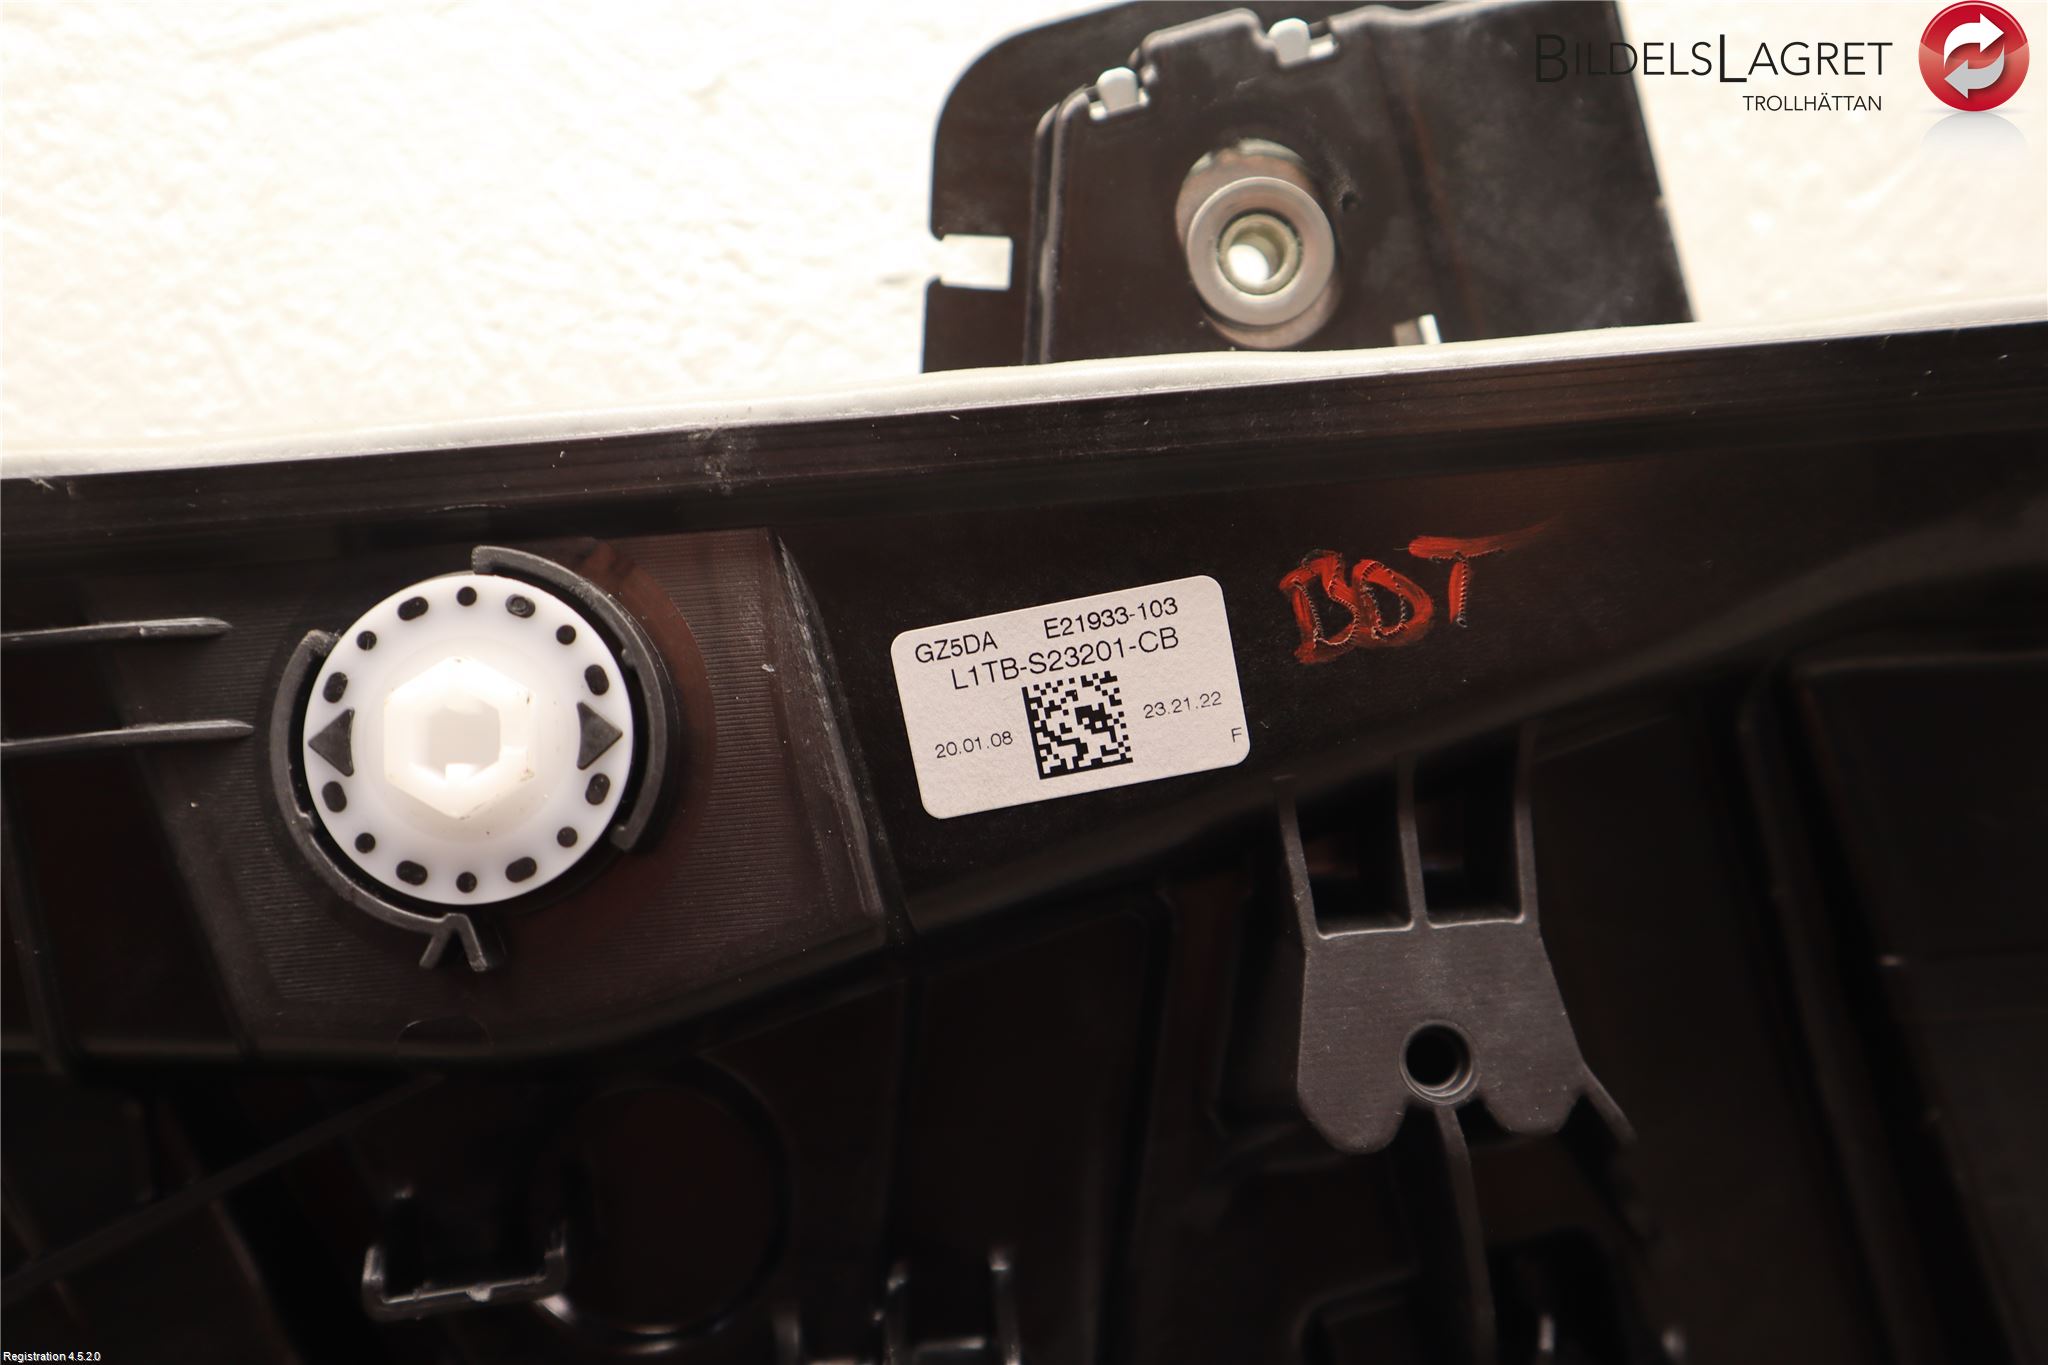 BILDELSLAGRET
TROLLHÄTTAN
BDT
GZ5DA E21933-103
L1TB-S23201-CB
20.01.08 23.21.22
F
Registration 4.5.2.0